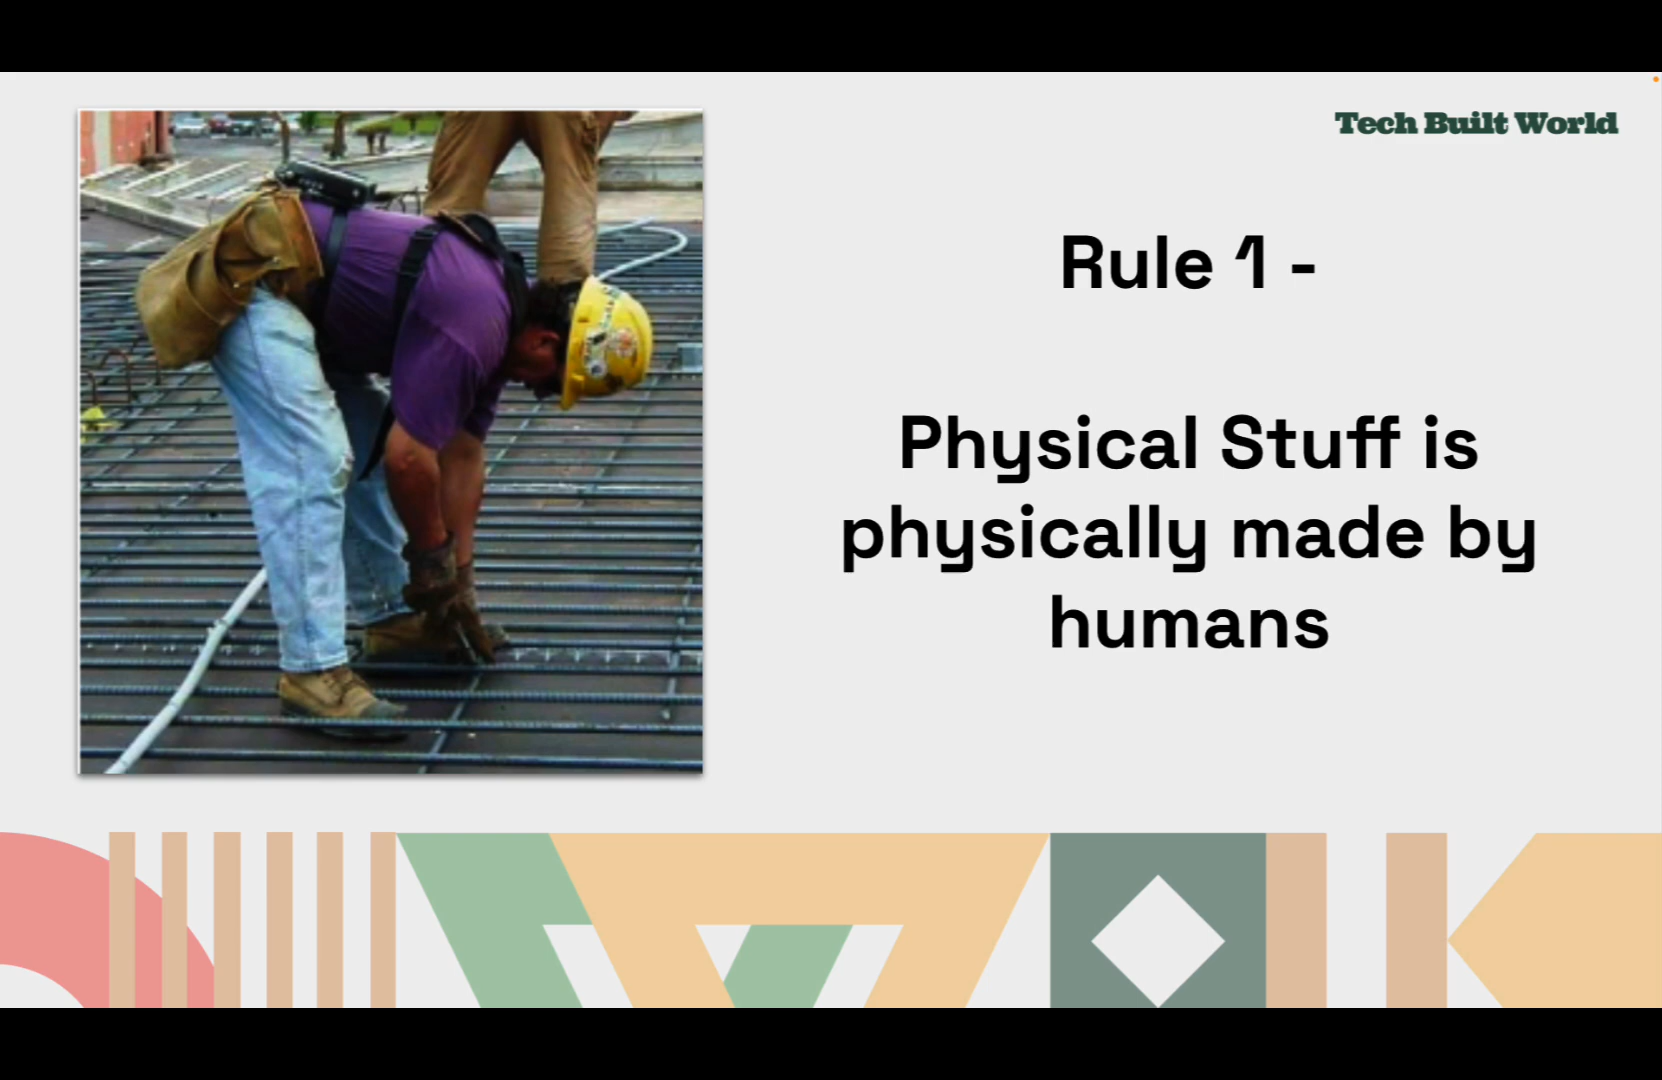 Tech Built World
Rule 1 -
Physical Stuff is
physically made by
humans